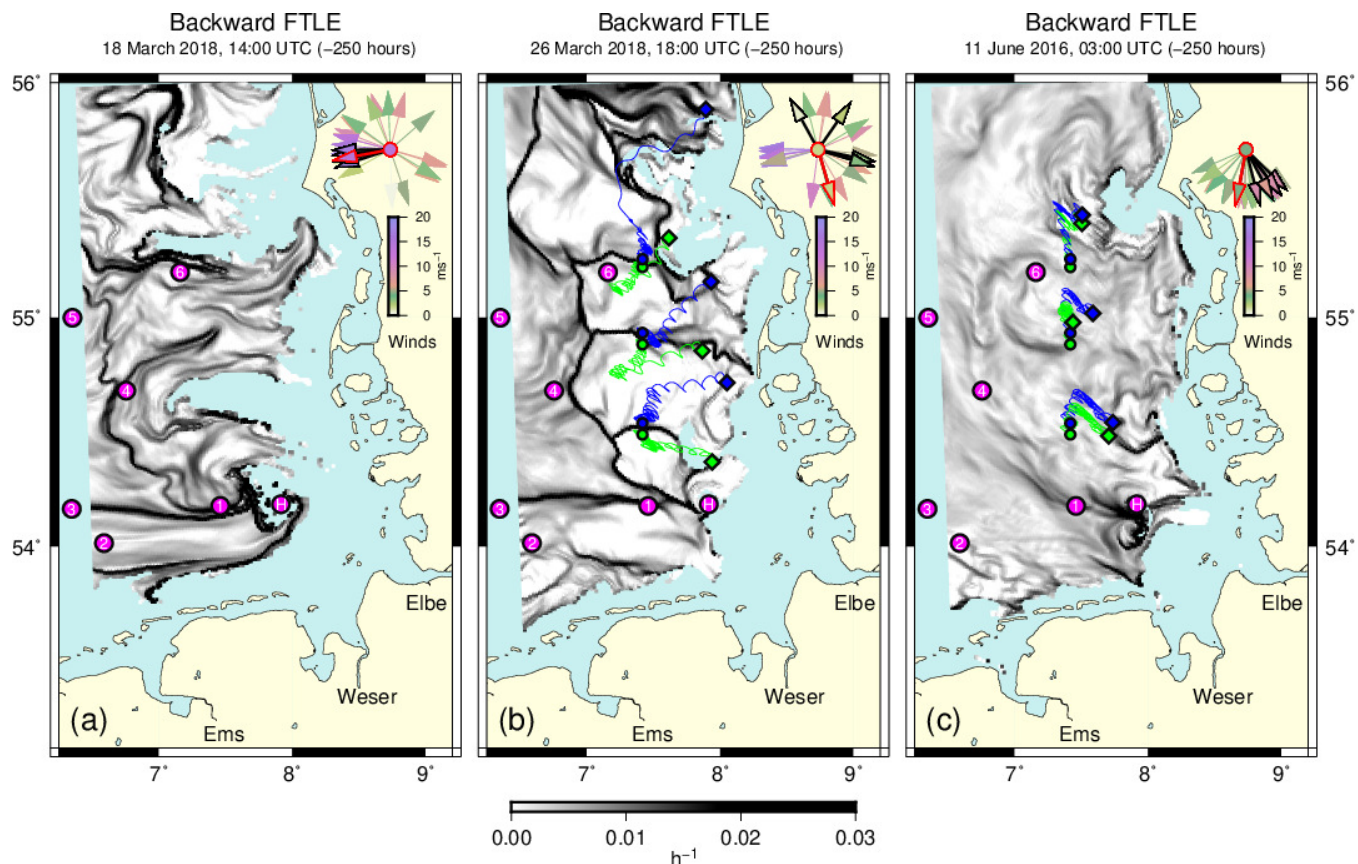 Backward FTLE
18 March 2018, 14:00 UTC (−250 hours)
Backward FTLE
26 March 2018, 18:00 UTC (−250 hours)
Backward FTLE
11 June 2016, 03:00 UTC (−250 hours)
56˚
55˚
54˚
56˚
55˚
54˚
20
15
10
5
0
ms⁻¹
Winds
20
15
10
5
0
ms⁻¹
Winds
20
15
10
5
0
ms⁻¹
Winds
6
5
4
3
1
H
2
6
5
4
3
1
H
2
6
5
4
3
1
H
2
Elbe
Weser
Ems
(a)
Elbe
Weser
Ems
(b)
Elbe
Weser
Ems
(c)
7˚ 8˚ 9˚
7˚ 8˚ 9˚
7˚ 8˚ 9˚
0.00 0.01 0.02 0.03
h⁻¹